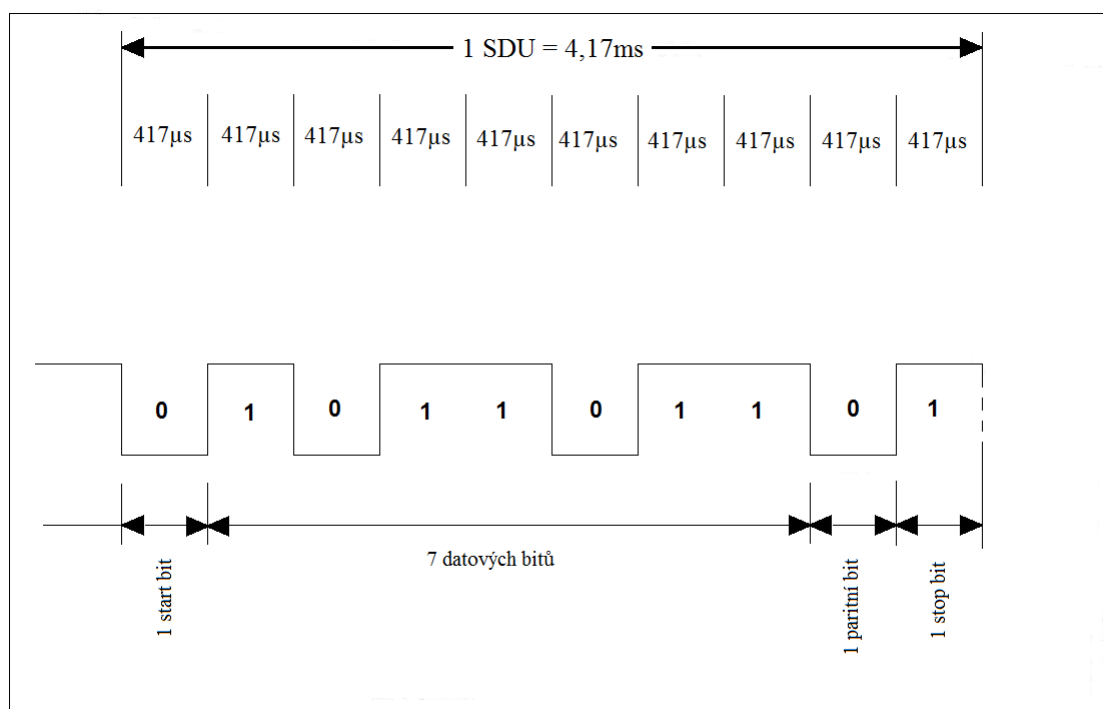 1 SDU = 4,17ms
417µs 417µs 417µs 417µs 417µs 417µs 417µs 417µs 417µs 417µs
0 1 0 1 1 0 1 1 0 1
7 datových bitů
1 start bit
1 paritní bit
1 stop bit